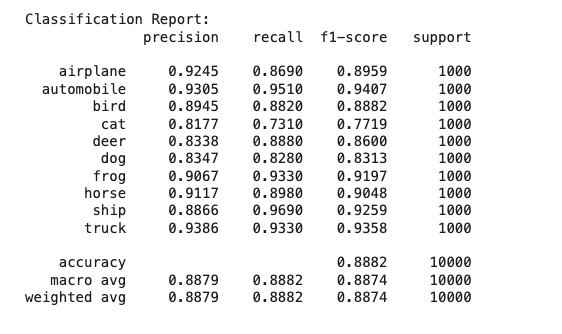 Classification Report:
precision recall f1-score support
airplane 0.9245 0.8690 0.8959 1000
automobile 0.9305 0.9510 0.9407 1000
bird 0.8945 0.8820 0.8882 1000
cat 0.8177 0.7310 0.7719 1000
deer 0.8338 0.8880 0.8600 1000
dog 0.8347 0.8280 0.8313 1000
frog 0.9067 0.9330 0.9197 1000
horse 0.9117 0.8980 0.9048 1000
ship 0.8866 0.9690 0.9259 1000
truck 0.9386 0.9330 0.9358 1000
accuracy 0.8882 10000
macro avg 0.8879 0.8882 0.8874 10000
weighted avg 0.8879 0.8882 0.8874 10000